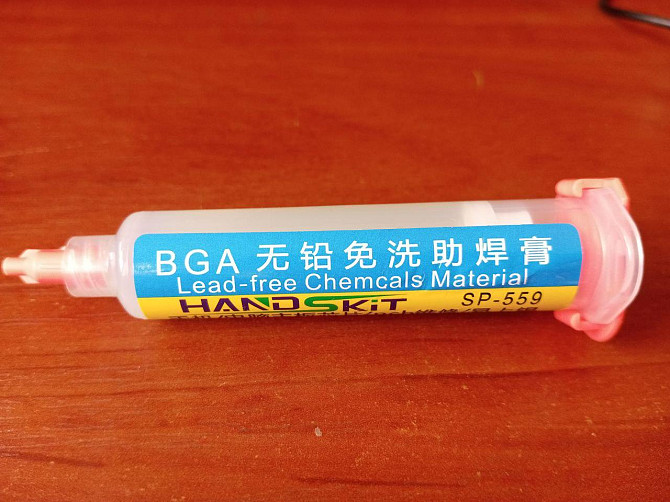 BGA 无铅免洗助焊膏
Lead-free Chemcals Material
HANDSKiT SP-559